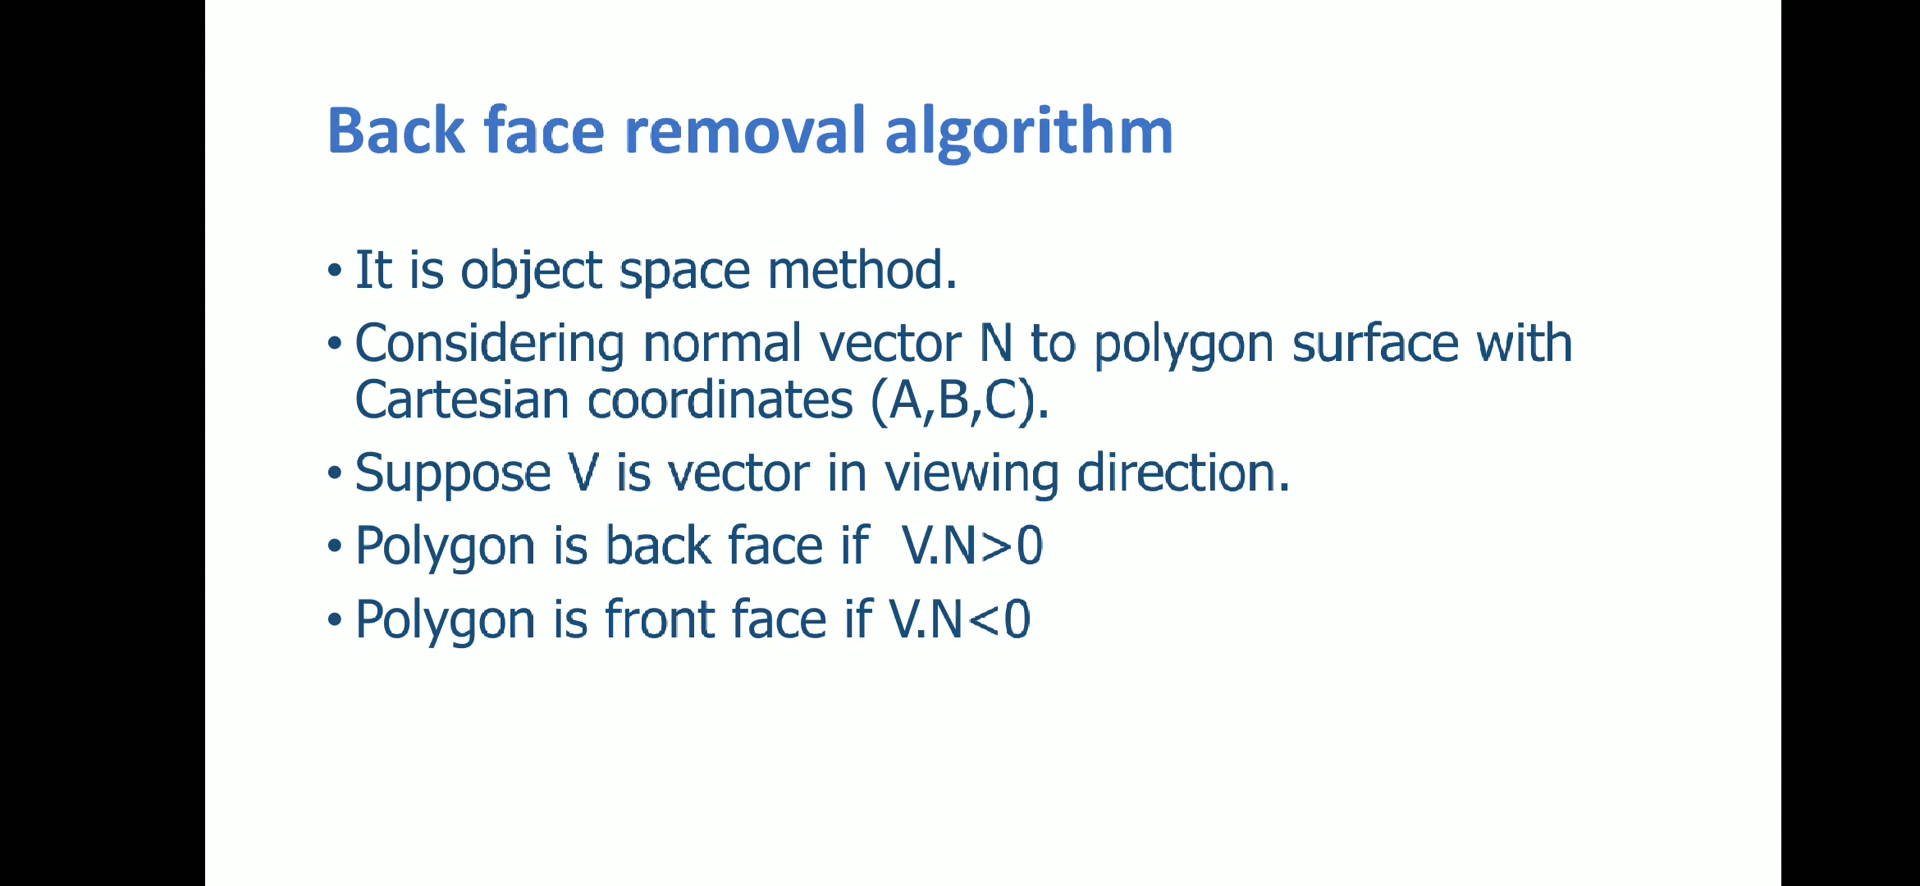 Back face removal algorithm
• It is object space method.
• Considering normal vector N to polygon surface with
Cartesian coordinates (A,B,C).
• Suppose V is vector in viewing direction.
• Polygon is back face if  V.N>0
• Polygon is front face if V.N<0